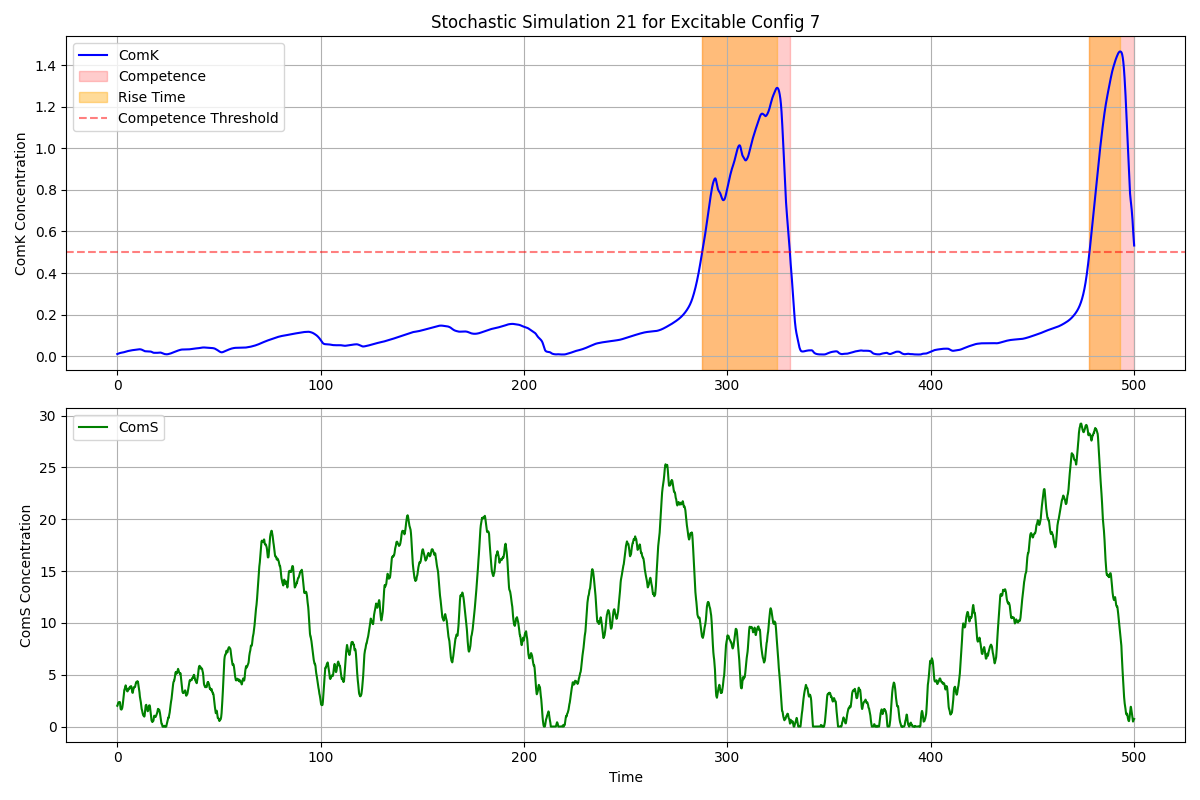 Stochastic Simulation 21 for Excitable Config 7
ComK Concentration
1.4
1.2
1.0
0.8
0.6
0.4
0.2
0.0
ComK
Competence
Rise Time
Competence Threshold
0 100 200 300 400 500
ComS Concentration
30
25
20
15
10
5
0
ComS
0 100 200 300 400 500
Time